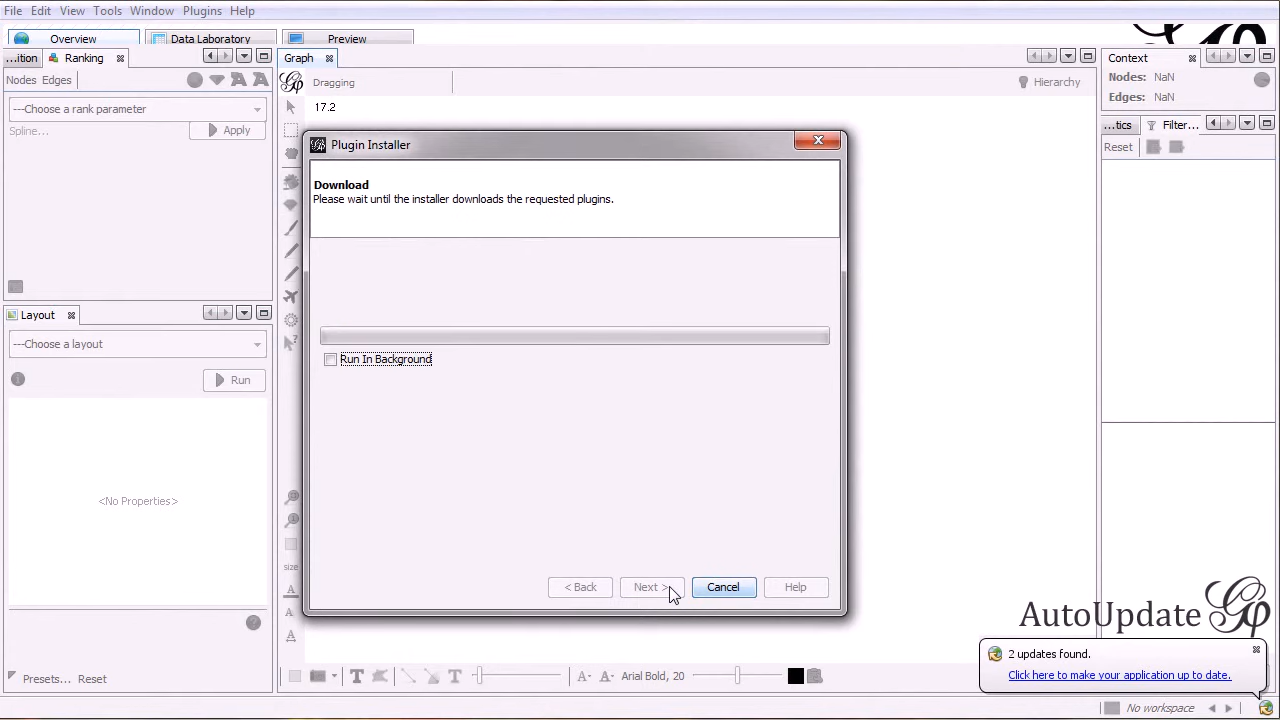 File Edit View Tools Window Plugins Help
Overview Data Laboratory Preview
...ition Ranking
Nodes Edges
---Choose a rank parameter
Spline...
Apply
Layout
---Choose a layout
Run
<No Properties>
Presets... Reset
Graph
Dragging
Hierarchy
17.2
Plugin Installer
Download
Please wait until the installer downloads the requested plugins.
Run In Background
< Back Next > Cancel Help
size
Arial Bold, 20
Context
Nodes: NaN
Edges: NaN
...tics Filter...
Reset
AutoUpdate
2 updates found.
Click here to make your application up to date.
No workspace